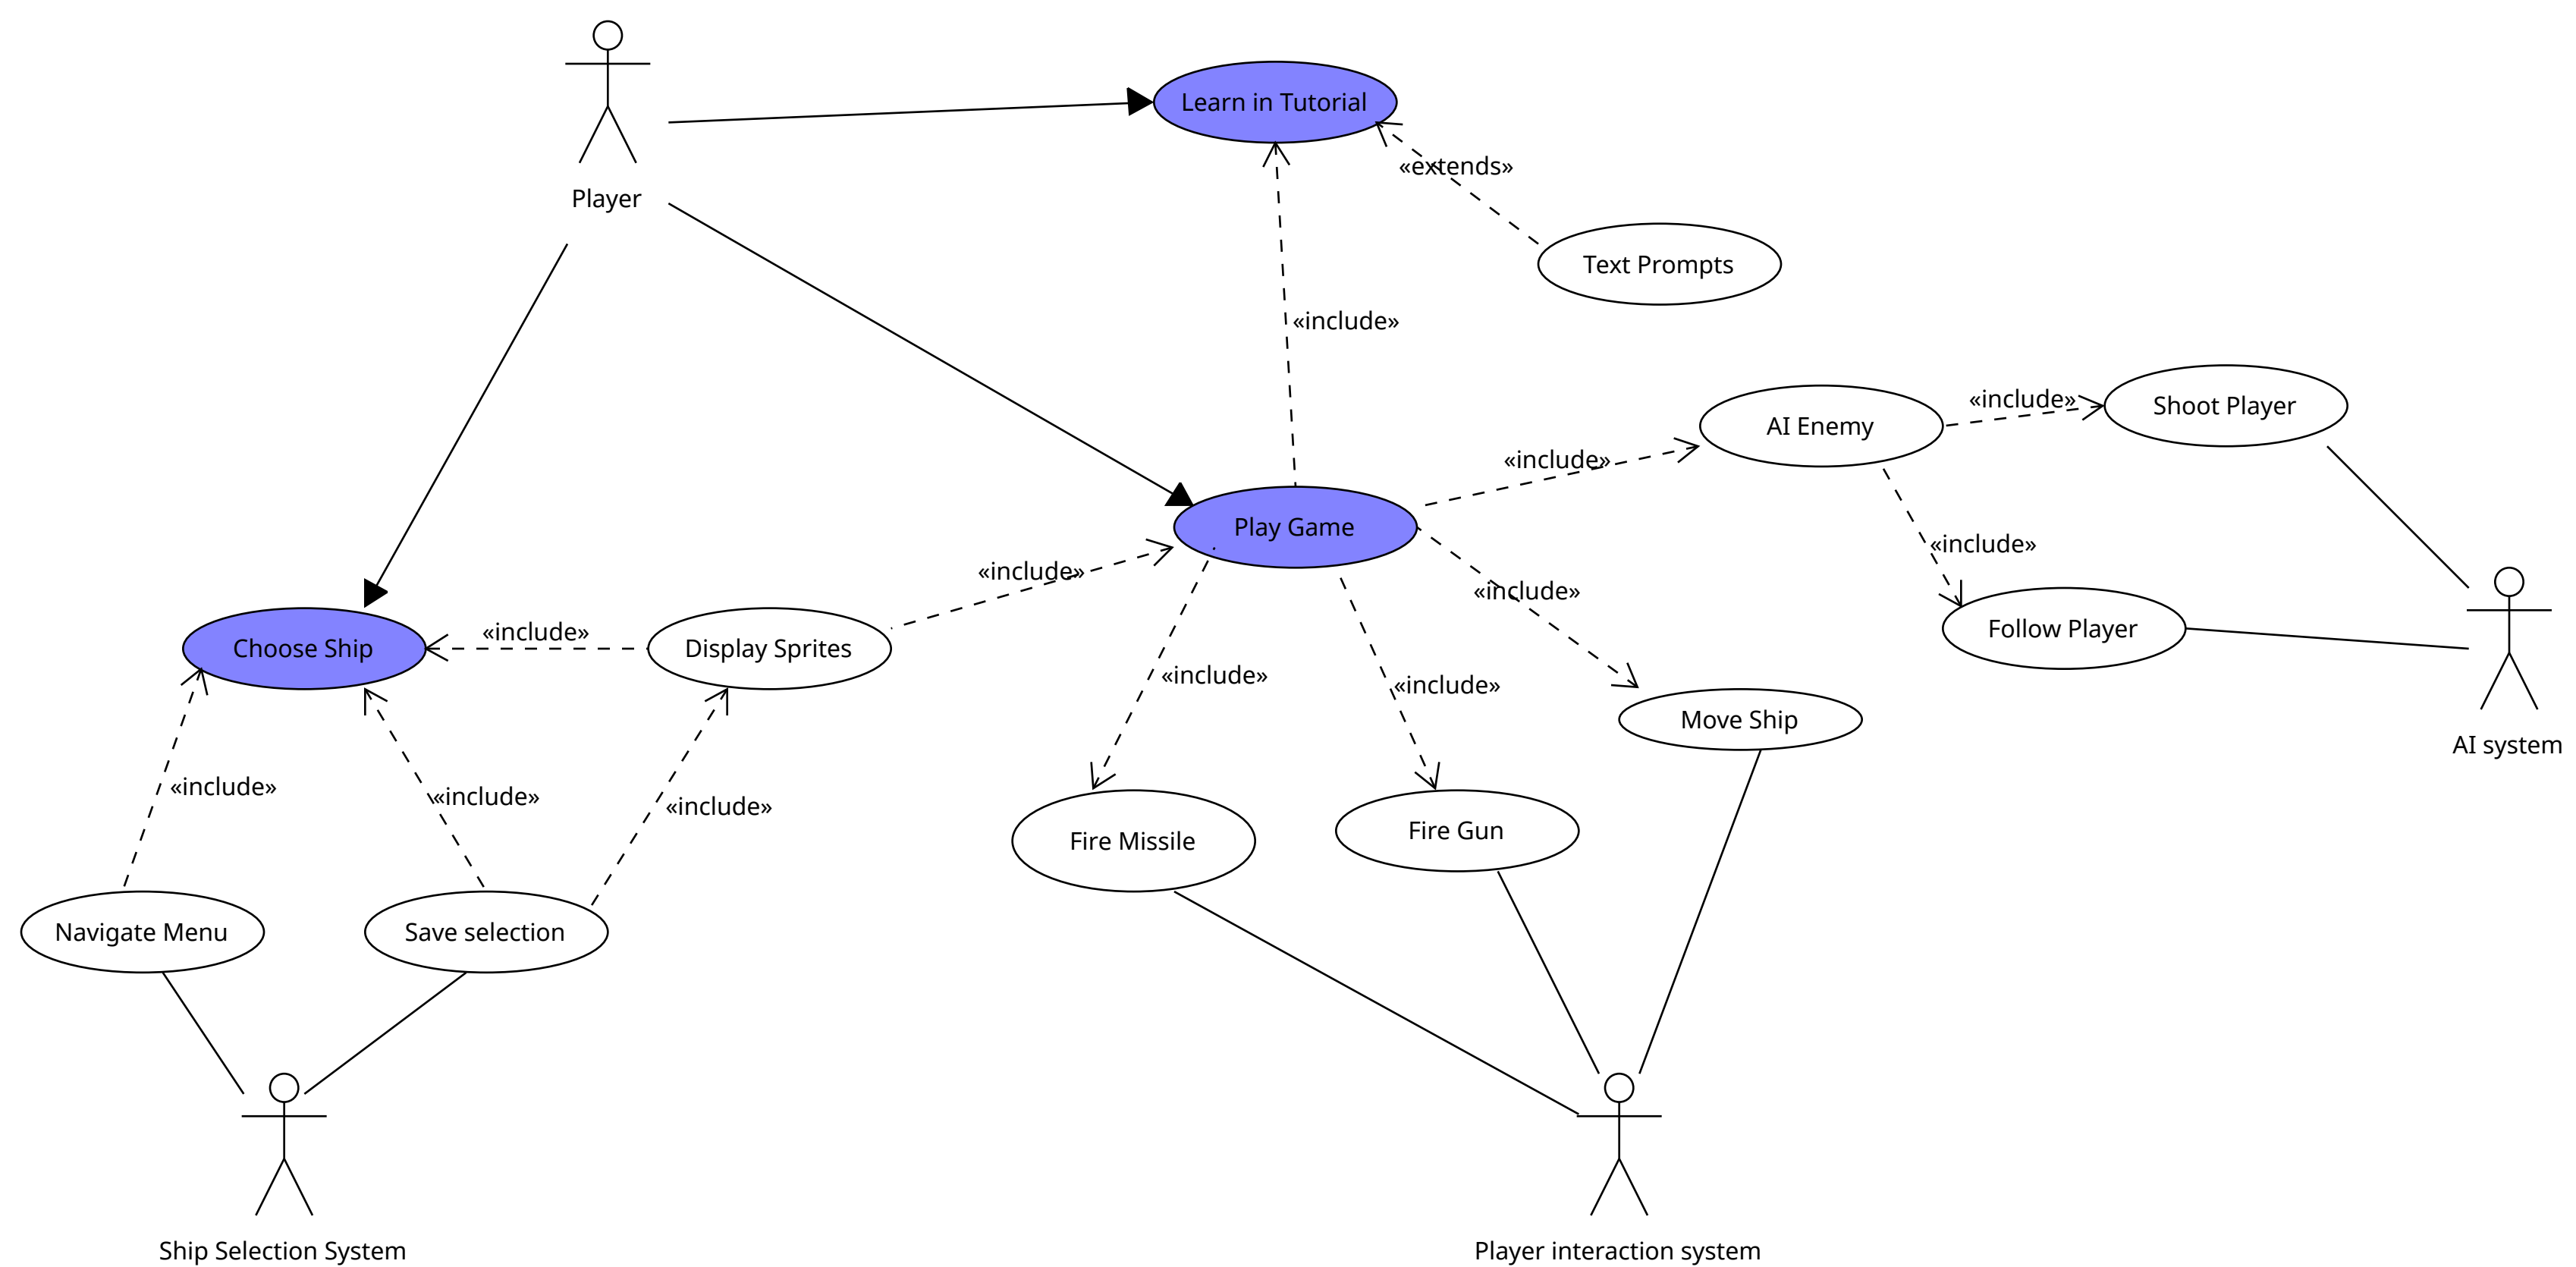 Learn in Tutorial
«extends»
Player
Text Prompts
«include»
«include»
Shoot Player
AI Enemy
«include»
Play Game
«include»
«include»
«include»
«include»
Choose Ship
Display Sprites
Follow Player
«include»
«include»
Move Ship
AI system
«include»
«include»
«include»
Fire Missile
Fire Gun
Navigate Menu
Save selection
Ship Selection System
Player interaction system